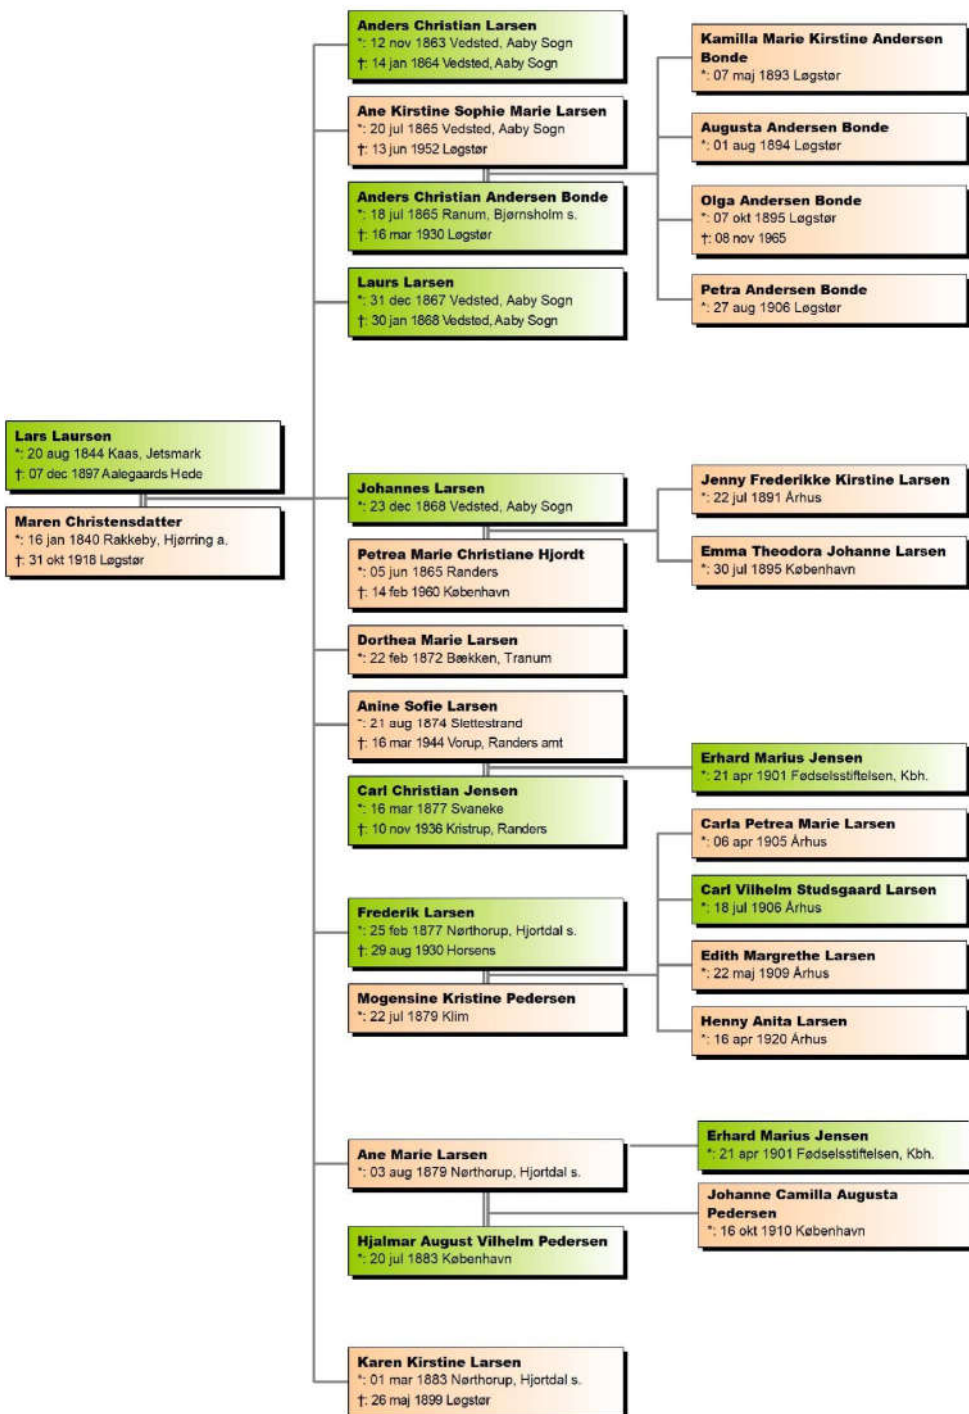 Lars Laursen
*: 20 aug 1844 Kaas, Jetsmark
†: 07 dec 1897 Aalegaards Hede
Maren Christensdatter
*: 16 jan 1840 Rakkeby, Hjørring a.
†: 31 okt 1918 Løgstør
Anders Christian Larsen
*: 12 nov 1863 Vedsted, Aaby Sogn
†: 14 jan 1864 Vedsted, Aaby Sogn
Ane Kirstine Sophie Marie Larsen
*: 20 jul 1865 Vedsted, Aaby Sogn
†: 13 jun 1952 Løgstør
Anders Christian Andersen Bonde
*: 18 jul 1865 Ranum, Bjørnsholm s.
†: 16 mar 1930 Løgstør
Kamilla Marie Kirstine Andersen
Bonde
*: 07 maj 1893 Løgstør
Augusta Andersen Bonde
*: 01 aug 1894 Løgstør
Olga Andersen Bonde
*: 07 okt 1895 Løgstør
†: 08 nov 1965
Petra Andersen Bonde
*: 27 aug 1906 Løgstør
Laurs Larsen
*: 31 dec 1867 Vedsted, Aaby Sogn
†: 30 jan 1868 Vedsted, Aaby Sogn
Johannes Larsen
*: 23 dec 1868 Vedsted, Aaby Sogn
Petrea Marie Christiane Hjordt
*: 05 jun 1865 Randers
†: 14 feb 1960 København
Jenny Frederikke Kirstine Larsen
*: 22 jul 1891 Århus
Emma Theodora Johanne Larsen
*: 30 jul 1895 København
Dorthea Marie Larsen
*: 22 feb 1872 Bækken, Tranum
Anine Sofie Larsen
*: 21 aug 1874 Slettestrand
†: 16 mar 1944 Vorup, Randers amt
Carl Christian Jensen
*: 16 mar 1877 Svaneke
†: 10 nov 1936 Kristrup, Randers
Erhard Marius Jensen
*: 21 apr 1901 Fødselsstiftelsen, Kbh.
Frederik Larsen
*: 25 feb 1877 Nørthorup, Hjortdal s.
†: 29 aug 1930 Horsens
Mogensine Kristine Pedersen
*: 22 jul 1879 Klim
Carla Petrea Marie Larsen
*: 06 apr 1905 Århus
Carl Vilhelm Studsgaard Larsen
*: 18 jul 1906 Århus
Edith Margrethe Larsen
*: 22 maj 1909 Århus
Henny Anita Larsen
*: 16 apr 1920 Århus
Ane Marie Larsen
*: 03 aug 1879 Nørthorup, Hjortdal s.
Hjalmar August Vilhelm Pedersen
*: 20 jul 1883 København
Erhard Marius Jensen
*: 21 apr 1901 Fødselsstiftelsen, Kbh.
Johanne Camilla Augusta
Pedersen
*: 16 okt 1910 København
Karen Kirstine Larsen
*: 01 mar 1883 Nørthorup, Hjortdal s.
†: 26 maj 1899 Løgstør